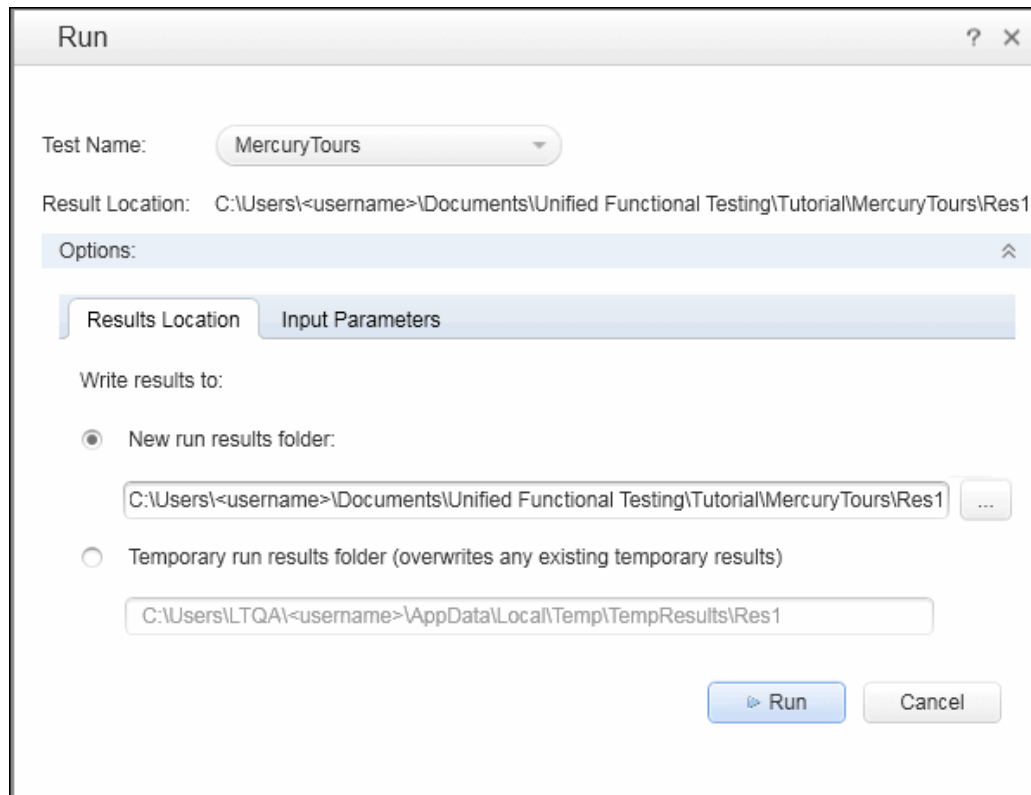 Run
Test Name: MercuryTours
Result Location: C:\Users\<username>\Documents\Unified Functional Testing\Tutorial\MercuryTours\Res1
Options:
Results Location Input Parameters
Write results to:
New run results folder:
C:\Users\<username>\Documents\Unified Functional Testing\Tutorial\MercuryTours\Res1 ...
Temporary run results folder (overwrites any existing temporary results)
C:\Users\LTQA\<username>\AppData\Local\Temp\TempResults\Res1
Run Cancel